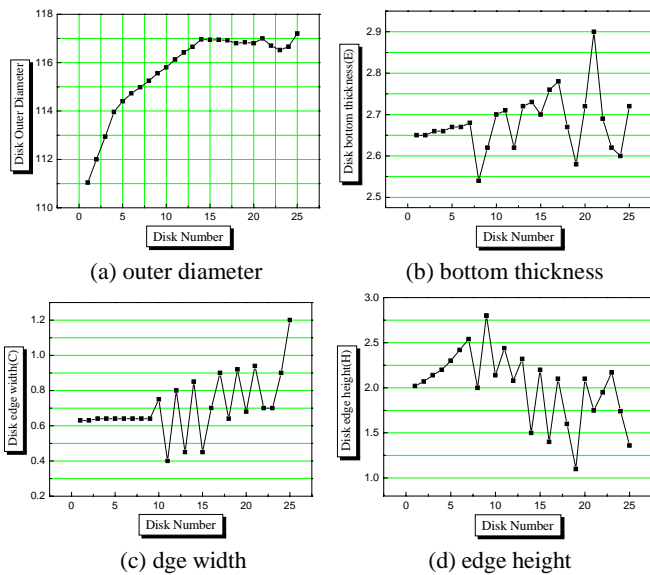 118
116
114
112
110
Disk Outer Diameter
0 5 10 15 20 25
Disk Number
(a) outer diameter
2.9
2.8
2.7
2.6
2.5
Disk bottom thickness(E)
0 5 10 15 20 25
Disk Number
(b) bottom thickness
1.2
1.0
0.8
0.6
0.4
0.2
Disk edge width(C)
0 5 10 15 20 25
Disk Number
(c) dge width
3.0
2.5
2.0
1.5
1.0
Disk edge height(H)
0 5 10 15 20 25
Disk Number
(d) edge height